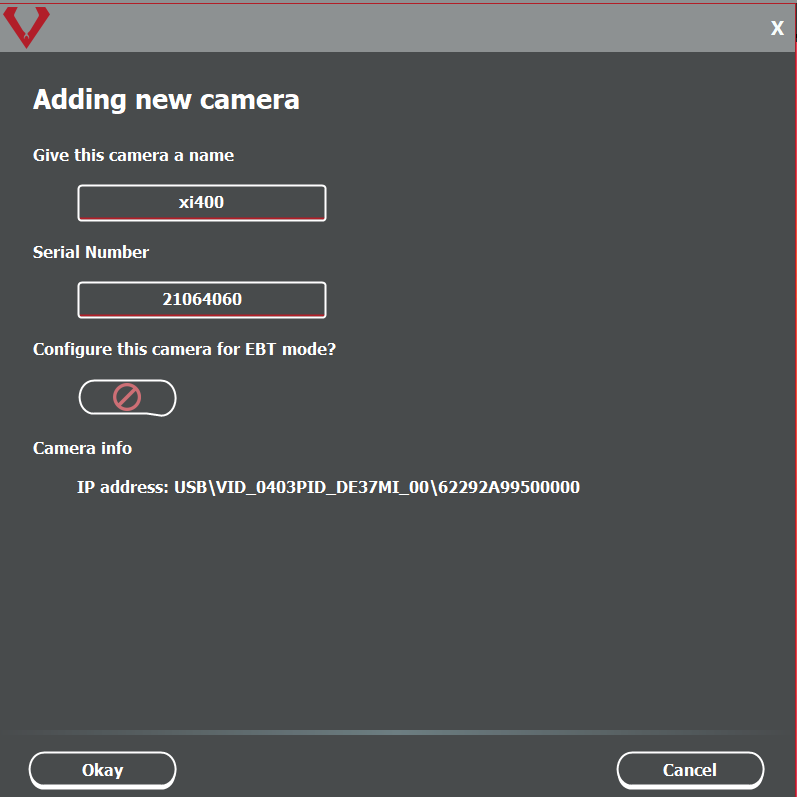 X
Adding new camera
Give this camera a name
xi400
Serial Number
21064060
Configure this camera for EBT mode?
Camera info
IP address: USB\VID_0403PID_DE37MI_00\62292A99500000
Okay
Cancel